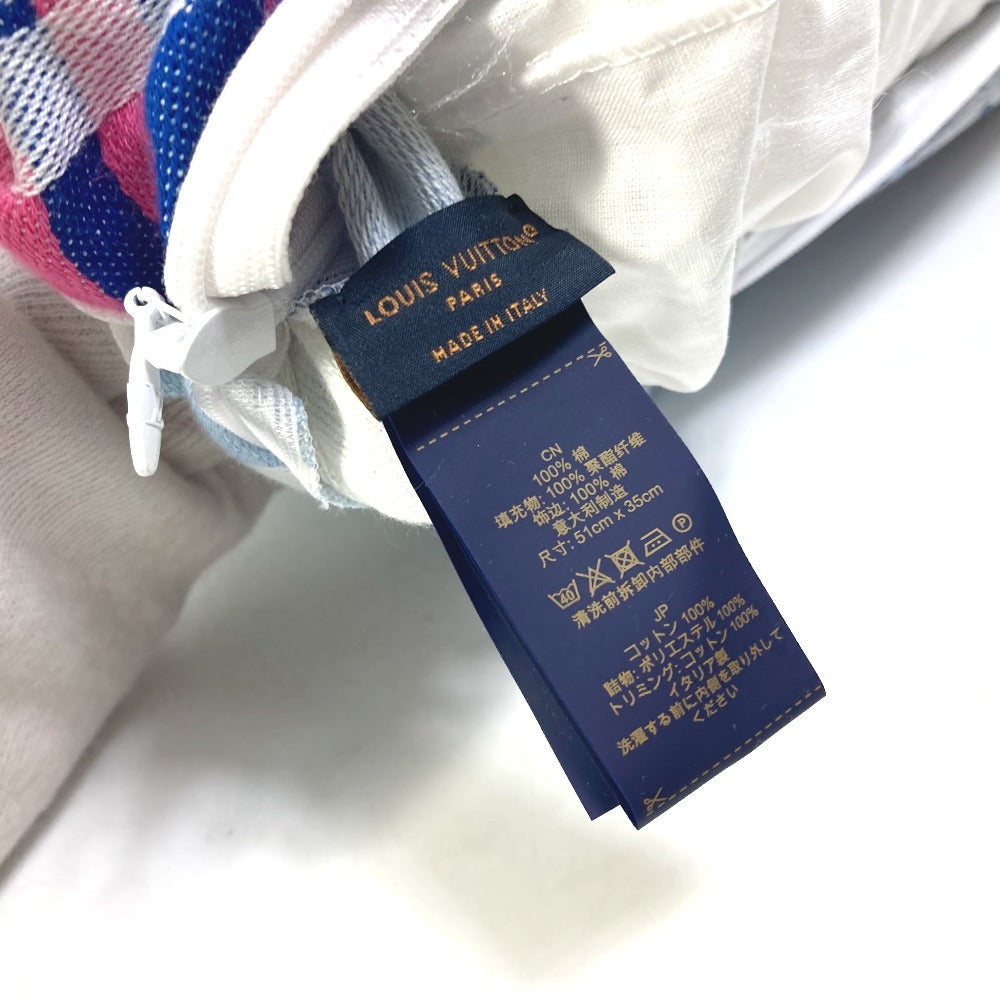 LOUIS VUITTON®
PARIS
MADE IN ITALY
CN
100% 棉
填充物: 100% 聚酯纤维
饰边: 100% 棉
意大利制造
尺寸: 51cm x 35cm
40 P
清洗前拆卸内部部件
JP
コットン 100%
詰物: ポリエステル 100%
トリミング: コットン 100%
イタリア製
洗濯する前に内側を取り外して
ください